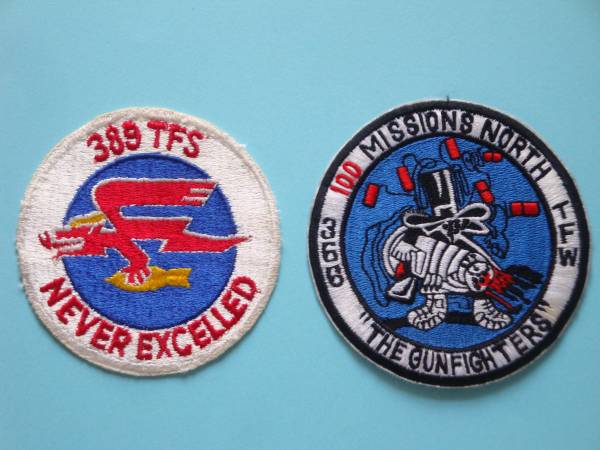 389 TFS
NEVER EXCELLED
100 MISSIONS NORTH
366 TFW
"THE GUNFIGHTERS"